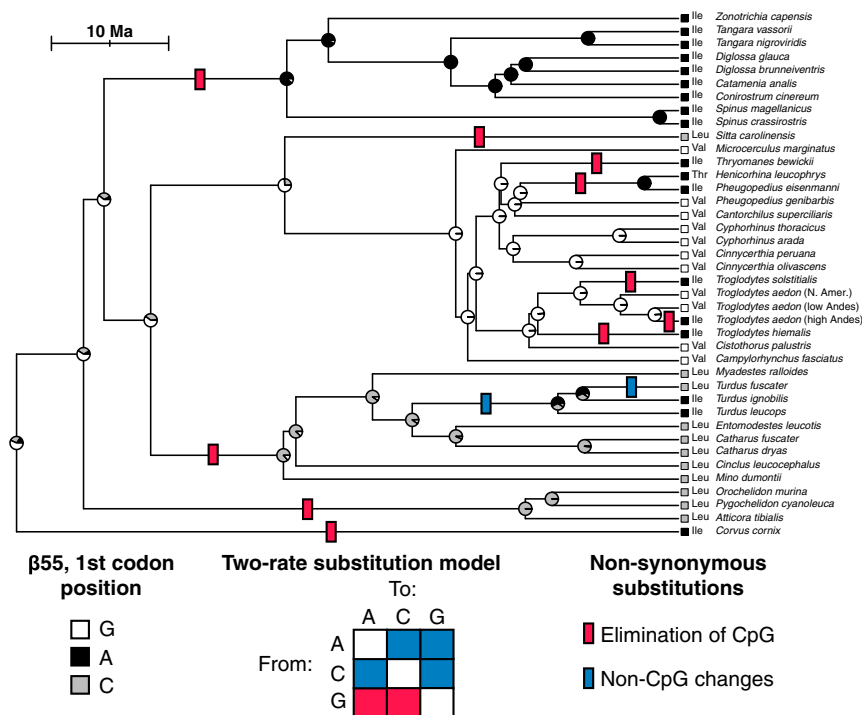 10 Ma
Ile Zonotrichia capensis
Ile Tangara vassorii
Ile Tangara nigroviridis
Ile Diglossa glauca
Ile Diglossa brunneiventris
Ile Catamenia analis
Ile Conirostrum cinereum
Ile Spinus magellanicus
Ile Spinus crassirostris
Leu Sitta carolinensis
Val Microcerculus marginatus
Ile Thryomanes bewickii
Thr Henicorhina leucophrys
Ile Pheugopedius eisenmanni
Val Pheugopedius genibarbis
Val Cantorchilus superciliaris
Val Cyphorhinus thoracicus
Val Cyphorhinus arada
Val Cinnycerthia peruana
Val Cinnycerthia olivascens
Ile Troglodytes solstitialis
Val Troglodytes aedon (N. Amer.)
Val Troglodytes aedon (low Andes)
Ile Troglodytes aedon (high Andes)
Ile Troglodytes hiemalis
Val Cistothorus palustris
Val Campylorhynchus fasciatus
Leu Myadestes ralloides
Leu Turdus fuscater
Ile Turdus ignobilis
Ile Turdus leucops
Leu Entomodestes leucotis
Leu Catharus fuscater
Leu Catharus dryas
Leu Cinclus leucocephalus
Leu Mino dumontii
Leu Orochelidon murina
Leu Pygochelidon cyanoleuca
Leu Atticora tibialis
Ile Corvus cornix
β55, 1st codon
position
G
A
C
Two-rate substitution model
To:
A C G
From:
A
C
G
Non-synonymous
substitutions
Elimination of CpG
Non-CpG changes